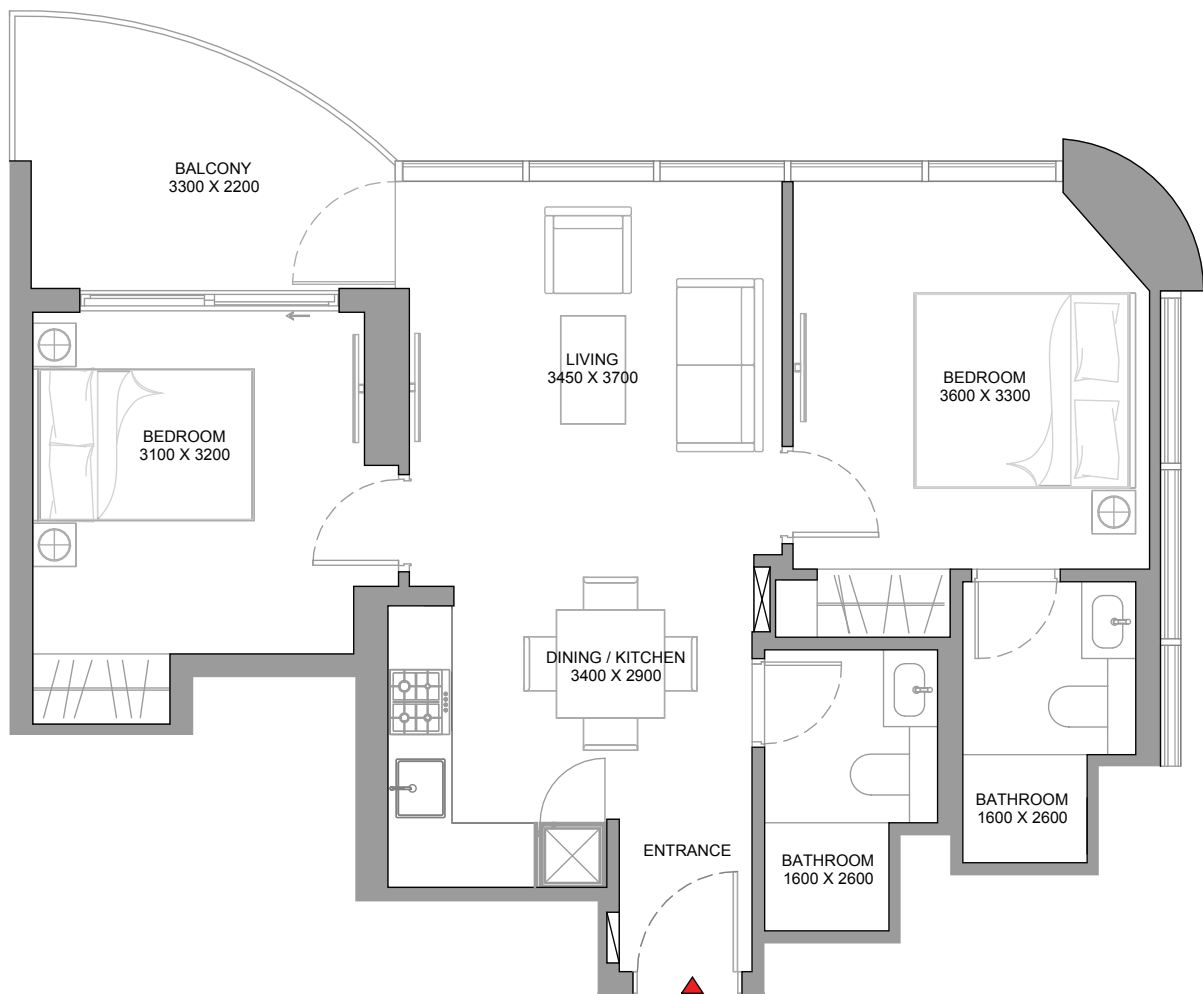 BALCONY
3300 X 2200
LIVING
3450 X 3700
BEDROOM
3600 X 3300
BEDROOM
3100 X 3200
DINING / KITCHEN
3400 X 2900
BATHROOM
1600 X 2600
ENTRANCE
BATHROOM
1600 X 2600